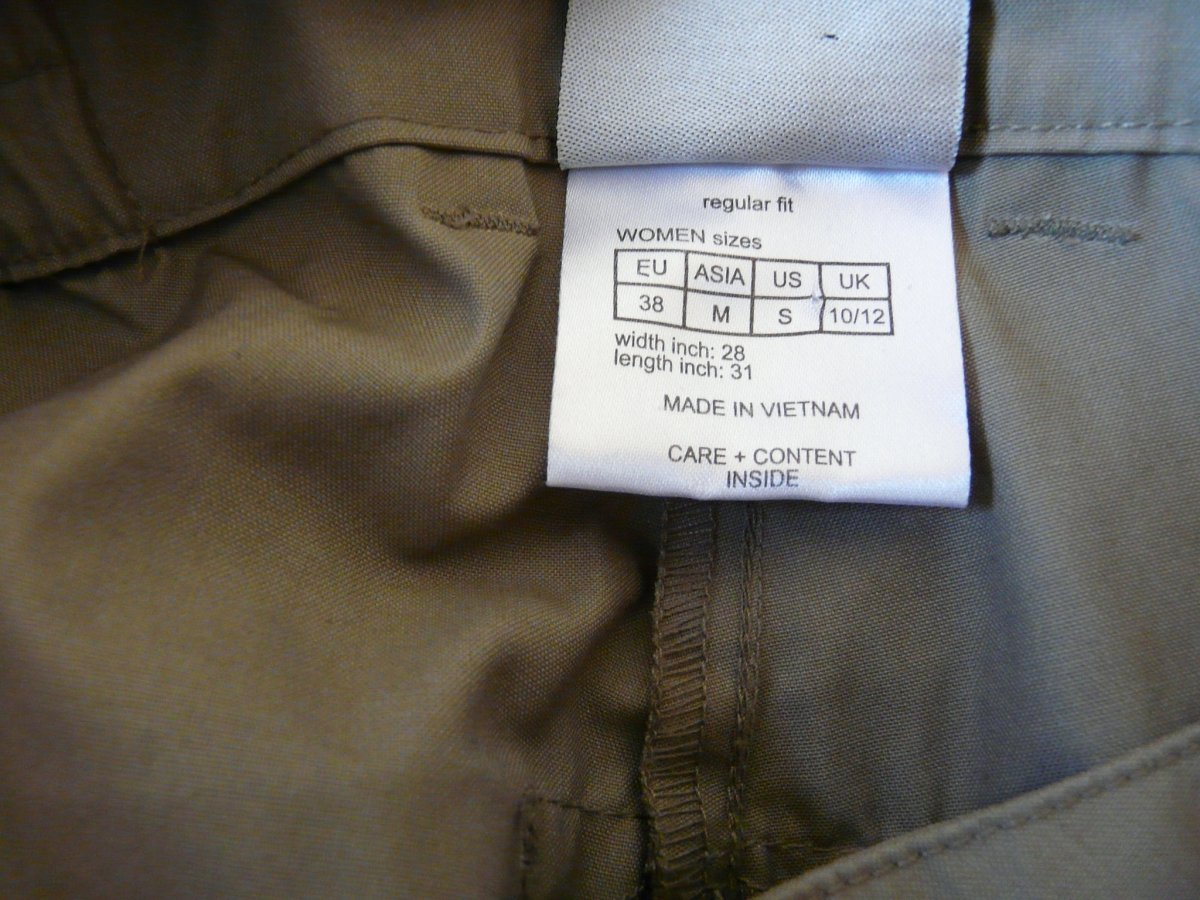 regular fit
WOMEN sizes
EU ASIA US UK
38 M S 10/12
width inch: 28
length inch: 31
MADE IN VIETNAM
CARE + CONTENT
INSIDE